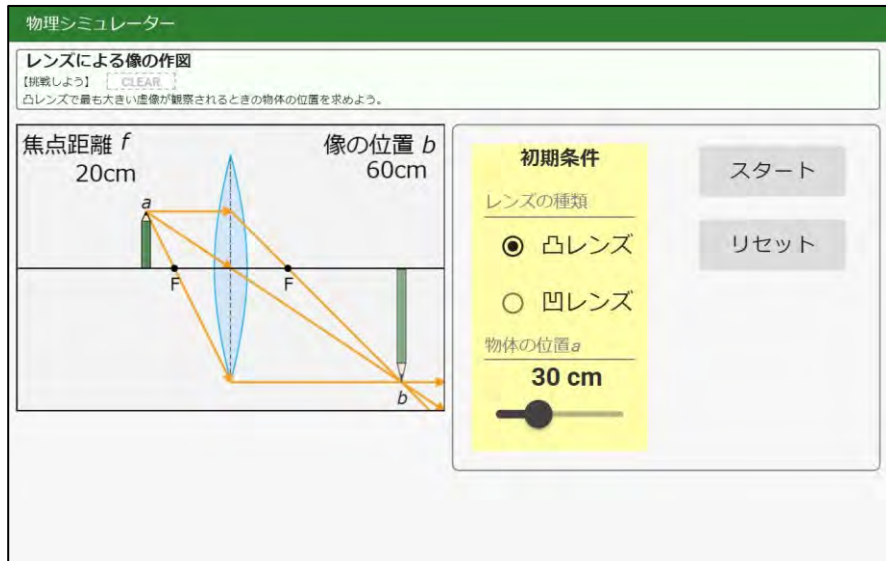 物理シミュレーター
レンズによる像の作図
【挑戦しよう】 CLEAR
凸レンズで最も大きい虚像が観察されるときの物体の位置を求めよう。
焦点距離 f
20cm
像の位置 b
60cm
a
F
F
b
初期条件
レンズの種類
凸レンズ
凹レンズ
物体の位置a
30 cm
スタート
リセット